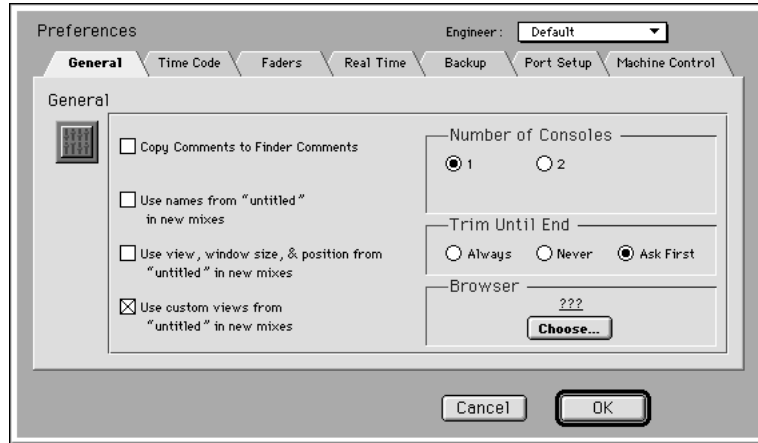 Preferences
Engineer: Default
General Time Code Faders Real Time Backup Port Setup Machine Control
General
Copy Comments to Finder Comments
Use names from "untitled"
in new mixes
Use view, window size, & position from
"untitled" in new mixes
Use custom views from
"untitled" in new mixes
Number of Consoles
1 2
Trim Until End
Always Never Ask First
Browser
???
Choose...
Cancel OK